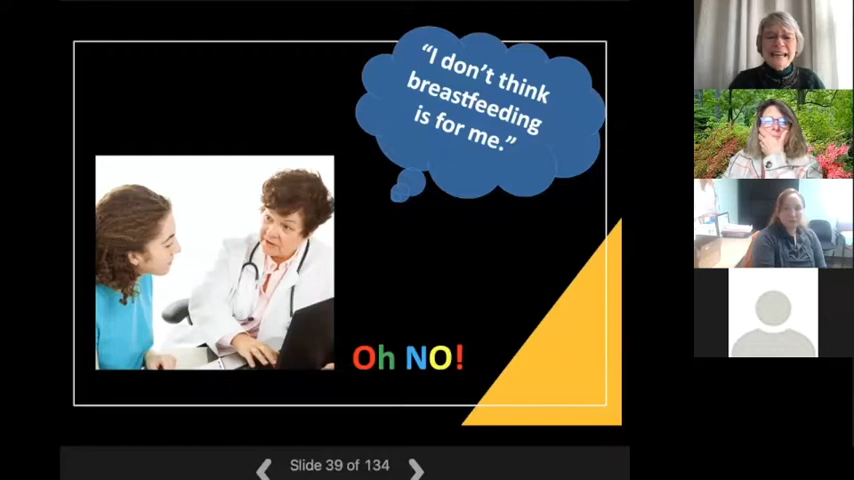 “I don’t think
breastfeeding
is for me.”
Oh NO!
Slide 39 of 134